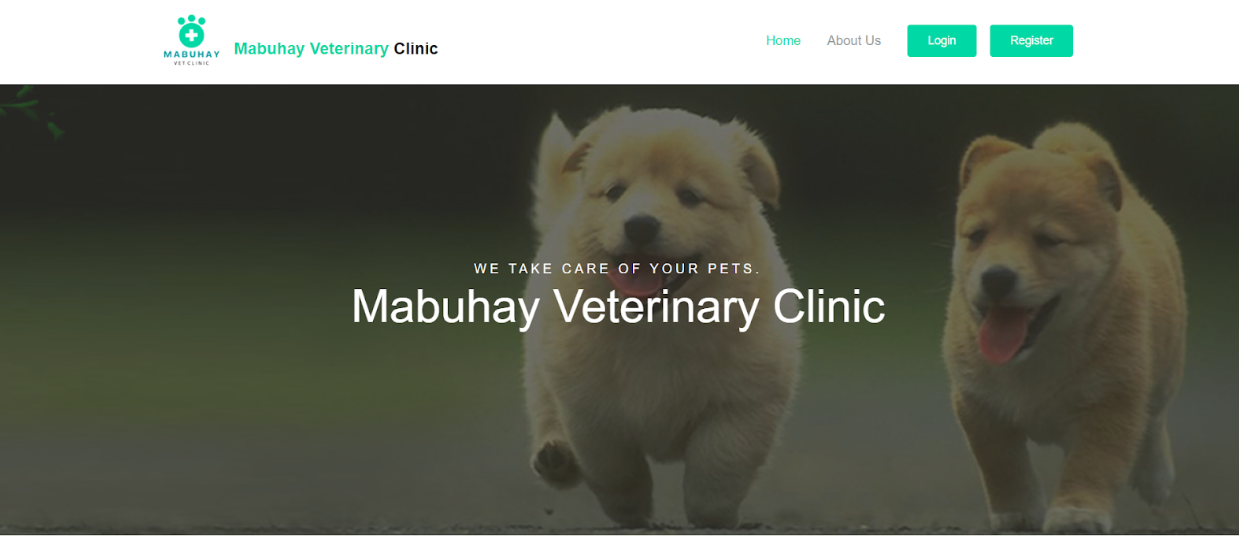 MABUHAY
VET CLINIC
Mabuhay Veterinary Clinic
Home
About Us
Login
Register
WE TAKE CARE OF YOUR PETS.
Mabuhay Veterinary Clinic